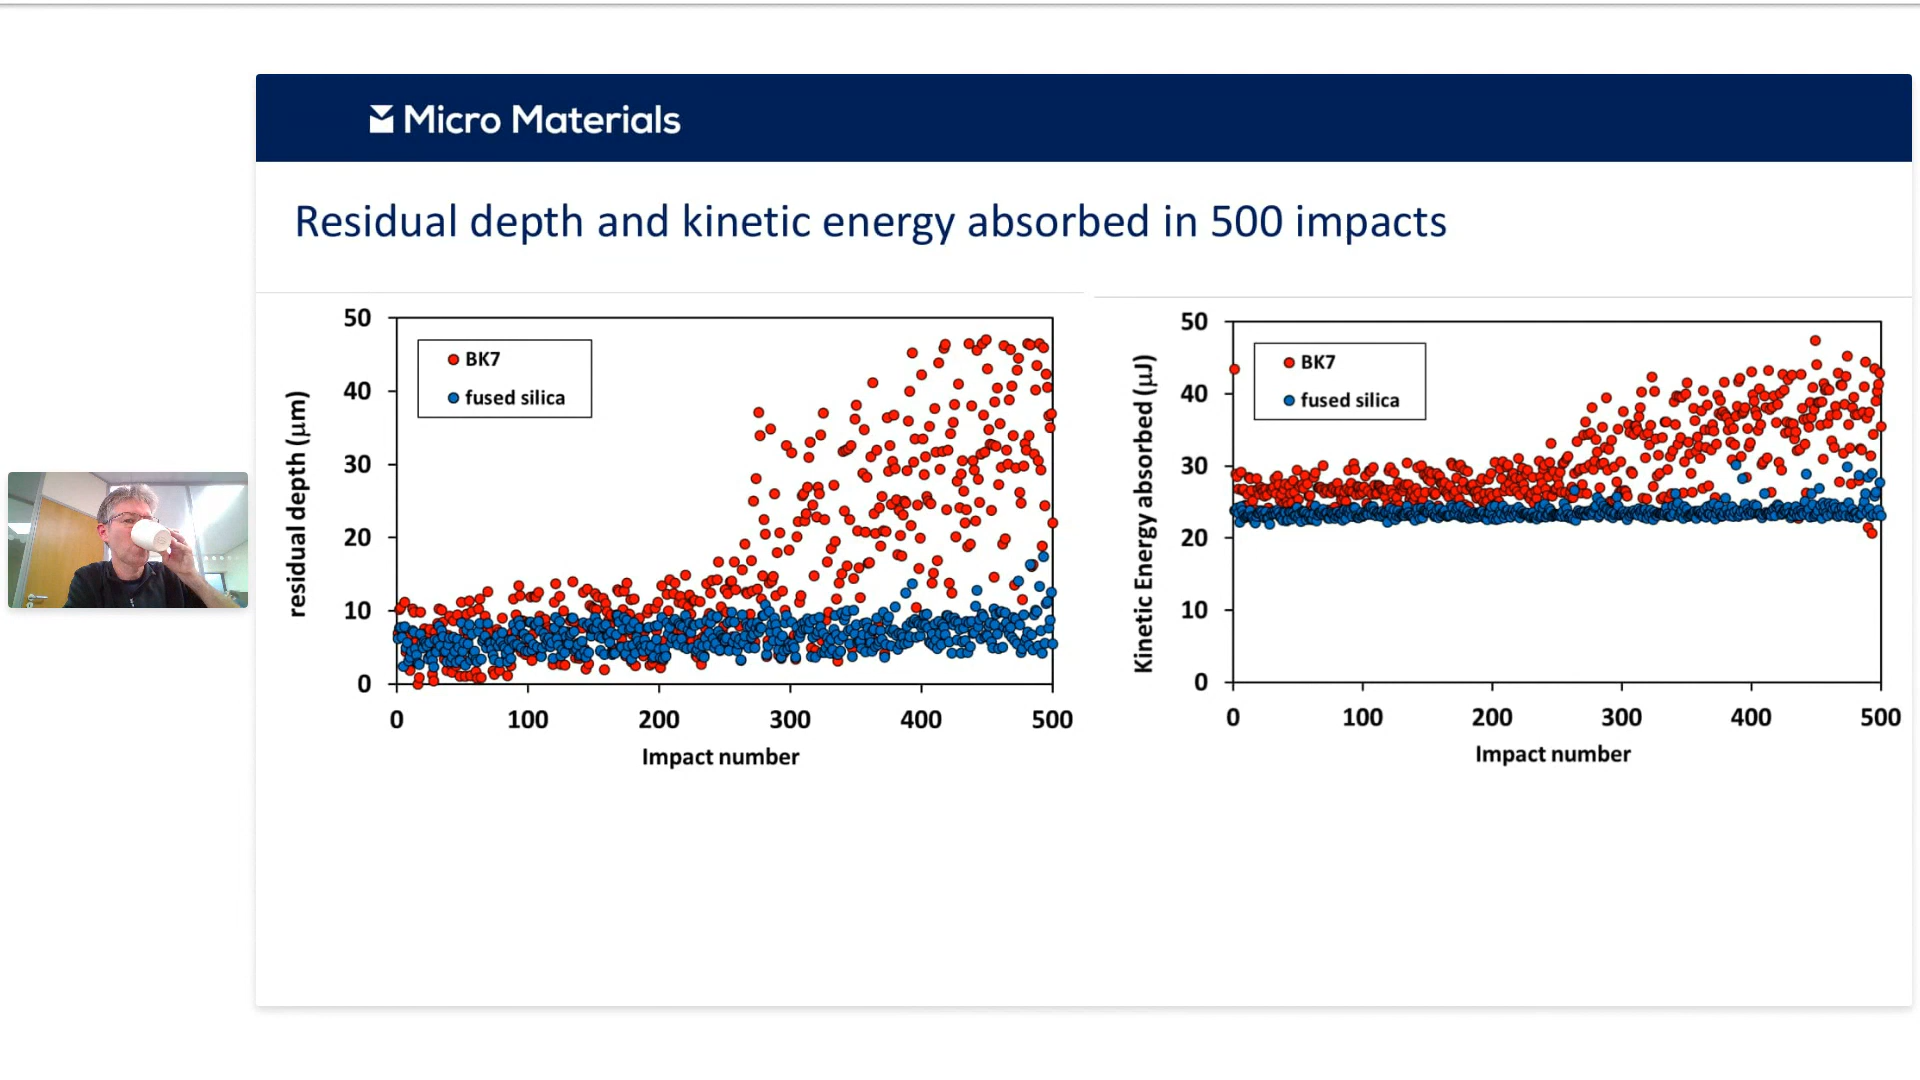 Micro Materials
Residual depth and kinetic energy absorbed in 500 impacts
residual depth (μm)
50
40
30
20
10
0
BK7
fused silica
0 100 200 300 400 500
Impact number
Kinetic Energy absorbed (μJ)
50
40
30
20
10
0
BK7
fused silica
0 100 200 300 400 500
Impact number